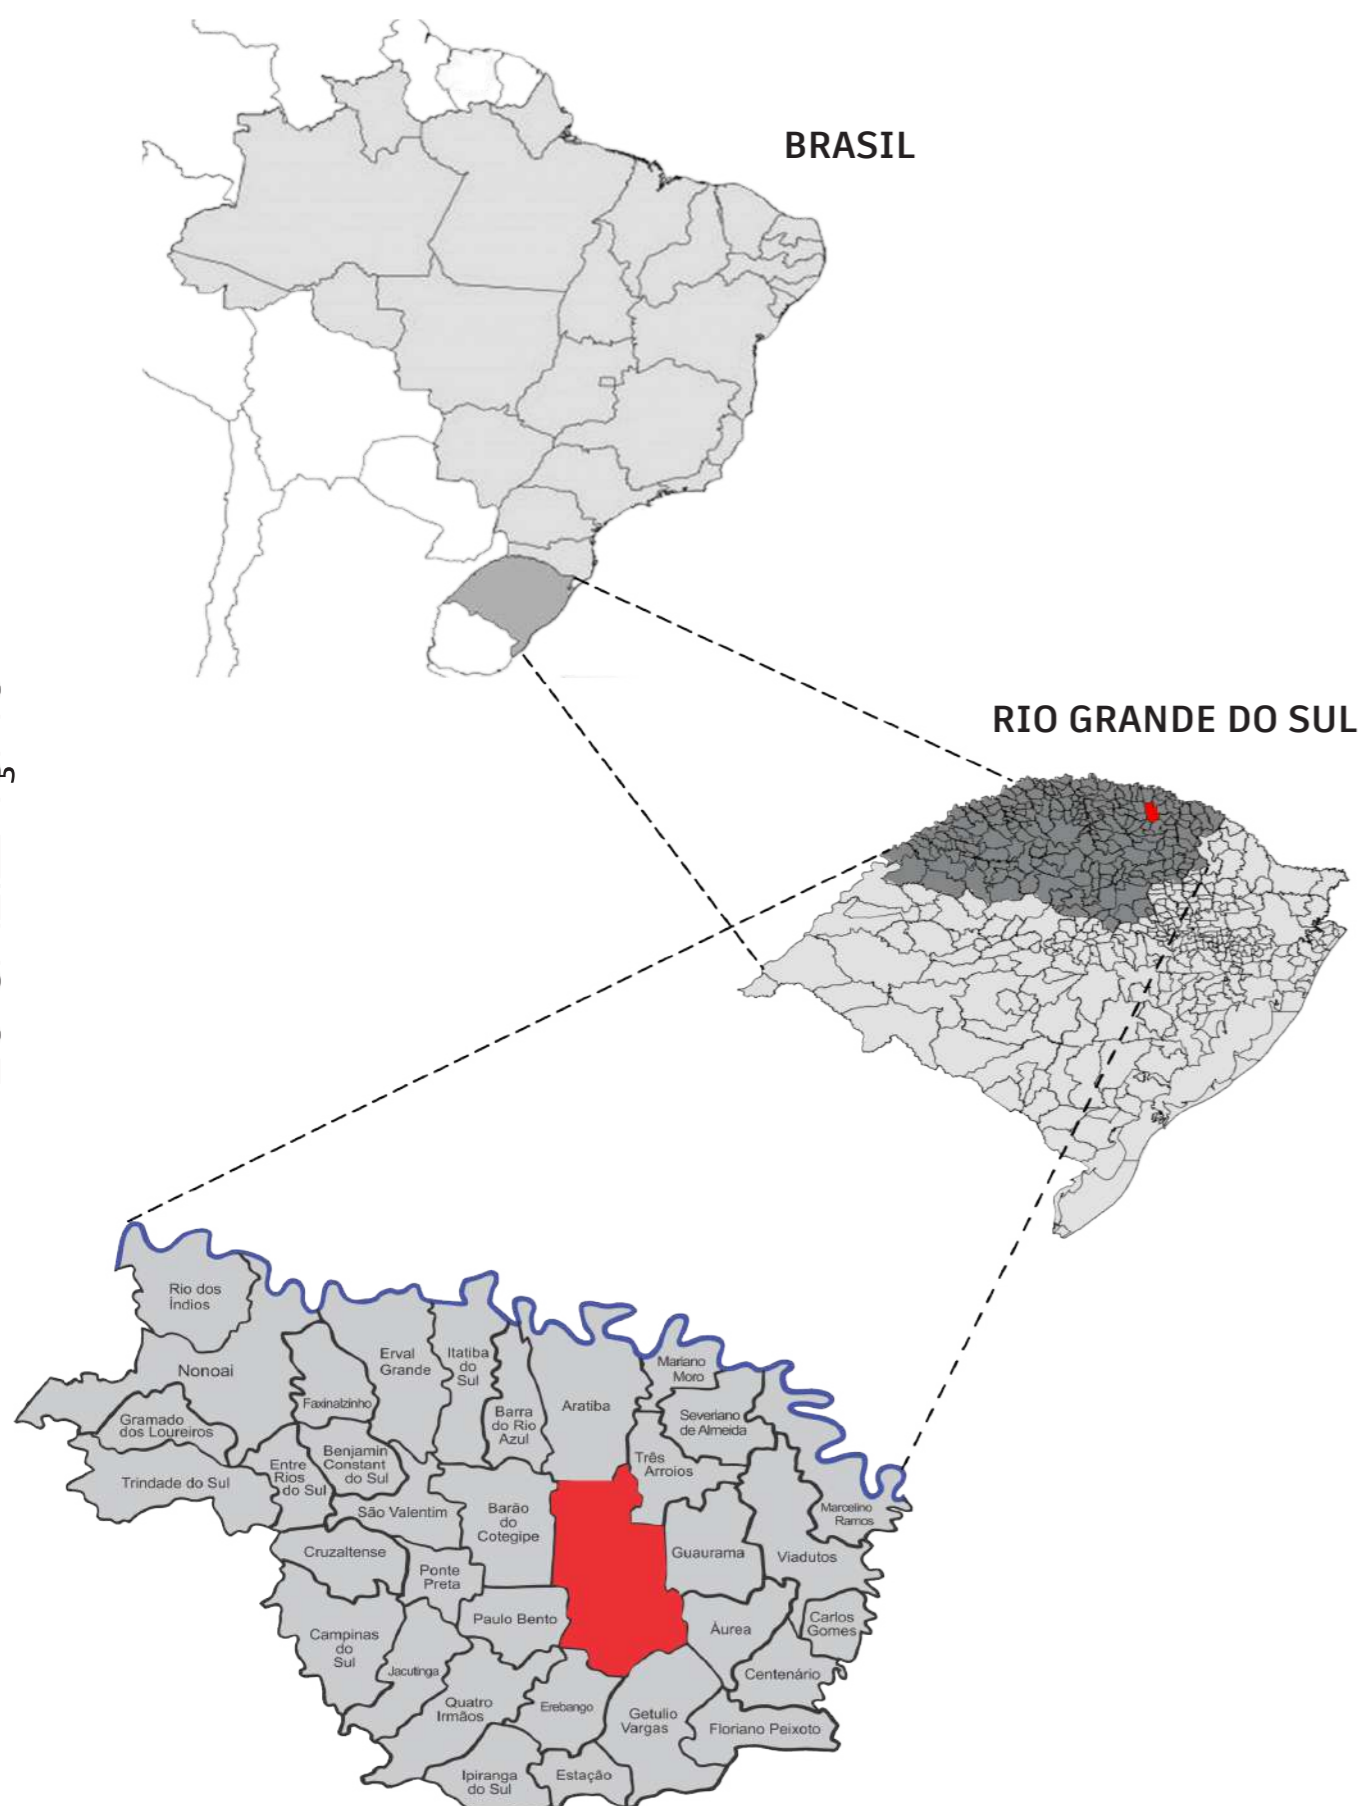 BRASIL
RIO GRANDE DO SUL
Rio dos
Índios
Nonoai
Erval
Grande
Itatiba
do
Sul
Faxinalzinho
Barra
do Rio
Azul
Aratiba
Mariano
Moro
Severiano
de Almeida
Gramado
dos Loureiros
Trindade do Sul
Entre
Rios
do Sul
Benjamin
Constant
do Sul
Três
Arroios
São Valentim
Barão
do
Cotegipe
Marcelino
Ramos
Cruzaltense
Ponte
Preta
Guaurama
Viadutos
Paulo Bento
Campinas
do
Sul
Jacutinga
Áurea
Carlos
Gomes
Centenário
Quatro
Irmãos
Erebango
Getulio
Vargas
Floriano Peixoto
Ipiranga
do Sul
Estação